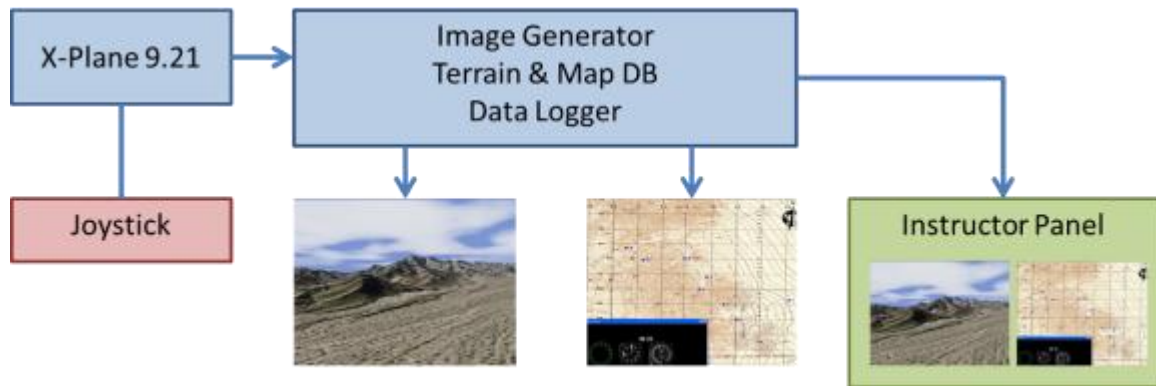 X-Plane 9.21
Image Generator
Terrain & Map DB
Data Logger
Joystick
Instructor Panel